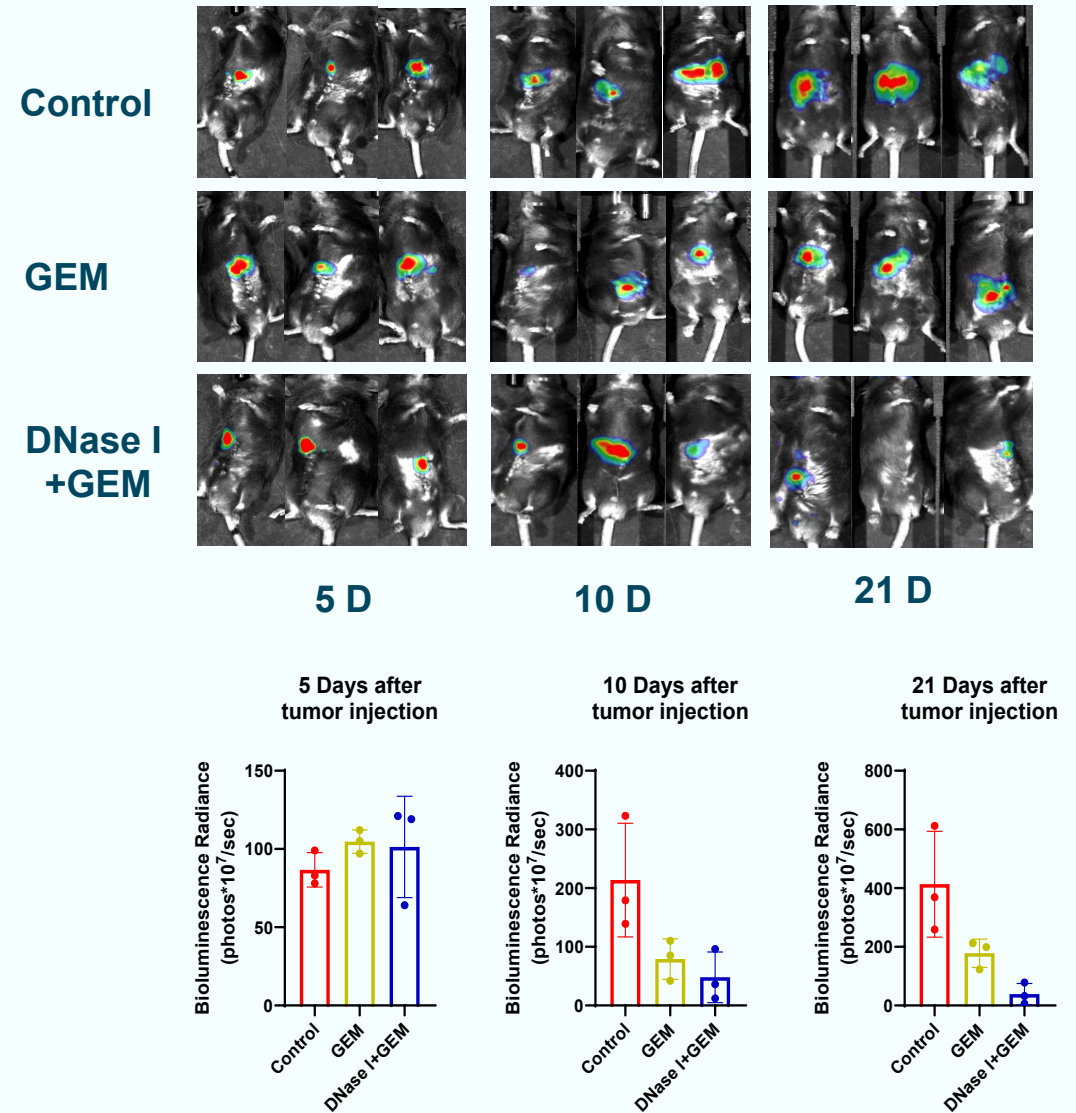 Control
GEM
DNase I
+GEM
5 D
10 D
21 D
5 Days after
tumor injection
Bioluminescence Radiance
(photos*10⁷/sec)
150
100
50
0
Control
GEM
DNase I+GEM
10 Days after
tumor injection
Bioluminescence Radiance
(photos*10⁷/sec)
400
300
200
100
0
Control
GEM
DNase I+GEM
21 Days after
tumor injection
Bioluminescence Radiance
(photos*10⁷/sec)
800
600
400
200
0
Control
GEM
DNase I+GEM